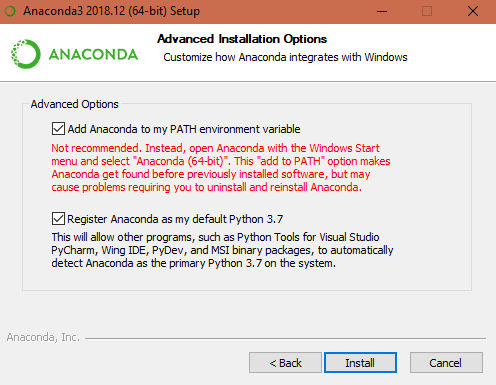 Anaconda3 2018.12 (64-bit) Setup
ANACONDA
Advanced Installation Options
Customize how Anaconda integrates with Windows
Advanced Options
Add Anaconda to my PATH environment variable
Not recommended. Instead, open Anaconda with the Windows Start
menu and select "Anaconda (64-bit)". This "add to PATH" option makes
Anaconda get found before previously installed software, but may
cause problems requiring you to uninstall and reinstall Anaconda.
Register Anaconda as my default Python 3.7
This will allow other programs, such as Python Tools for Visual Studio
PyCharm, Wing IDE, PyDev, and MSI binary packages, to automatically
detect Anaconda as the primary Python 3.7 on the system.
Anaconda, Inc.
< Back
Install
Cancel